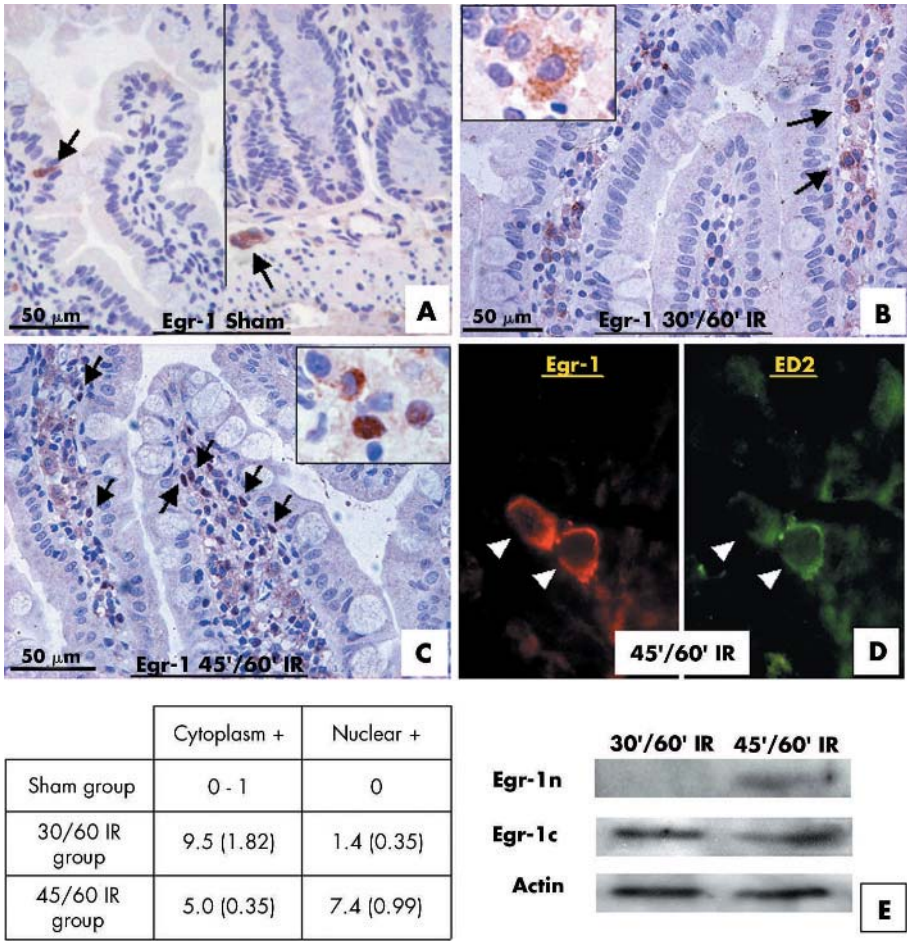 50 µm
Egr-1 Sham
A
50 µm
Egr-1 30'/60' IR
B
50 µm
Egr-1 45'/60' IR
C
Egr-1
ED2
45'/60' IR
D
Cytoplasm + Nuclear +
Sham group 0 - 1 0
30/60 IR
group 9.5 (1.82) 1.4 (0.35)
45/60 IR
group 5.0 (0.35) 7.4 (0.99)
30'/60' IR 45'/60' IR
Egr-1n
Egr-1c
Actin
E